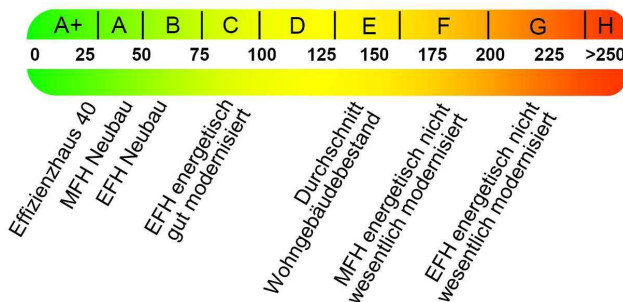 A+ A B C D E F G H
0 25 50 75 100 125 150 175 200 225 >250
Effizienzhaus 40
MFH Neubau
EFH Neubau
EFH energetisch
gut modernisiert
Durchschnitt
Wohngebäudebestand
MFH energetisch nicht
wesentlich modernisiert
EFH energetisch nicht
wesentlich modernisiert